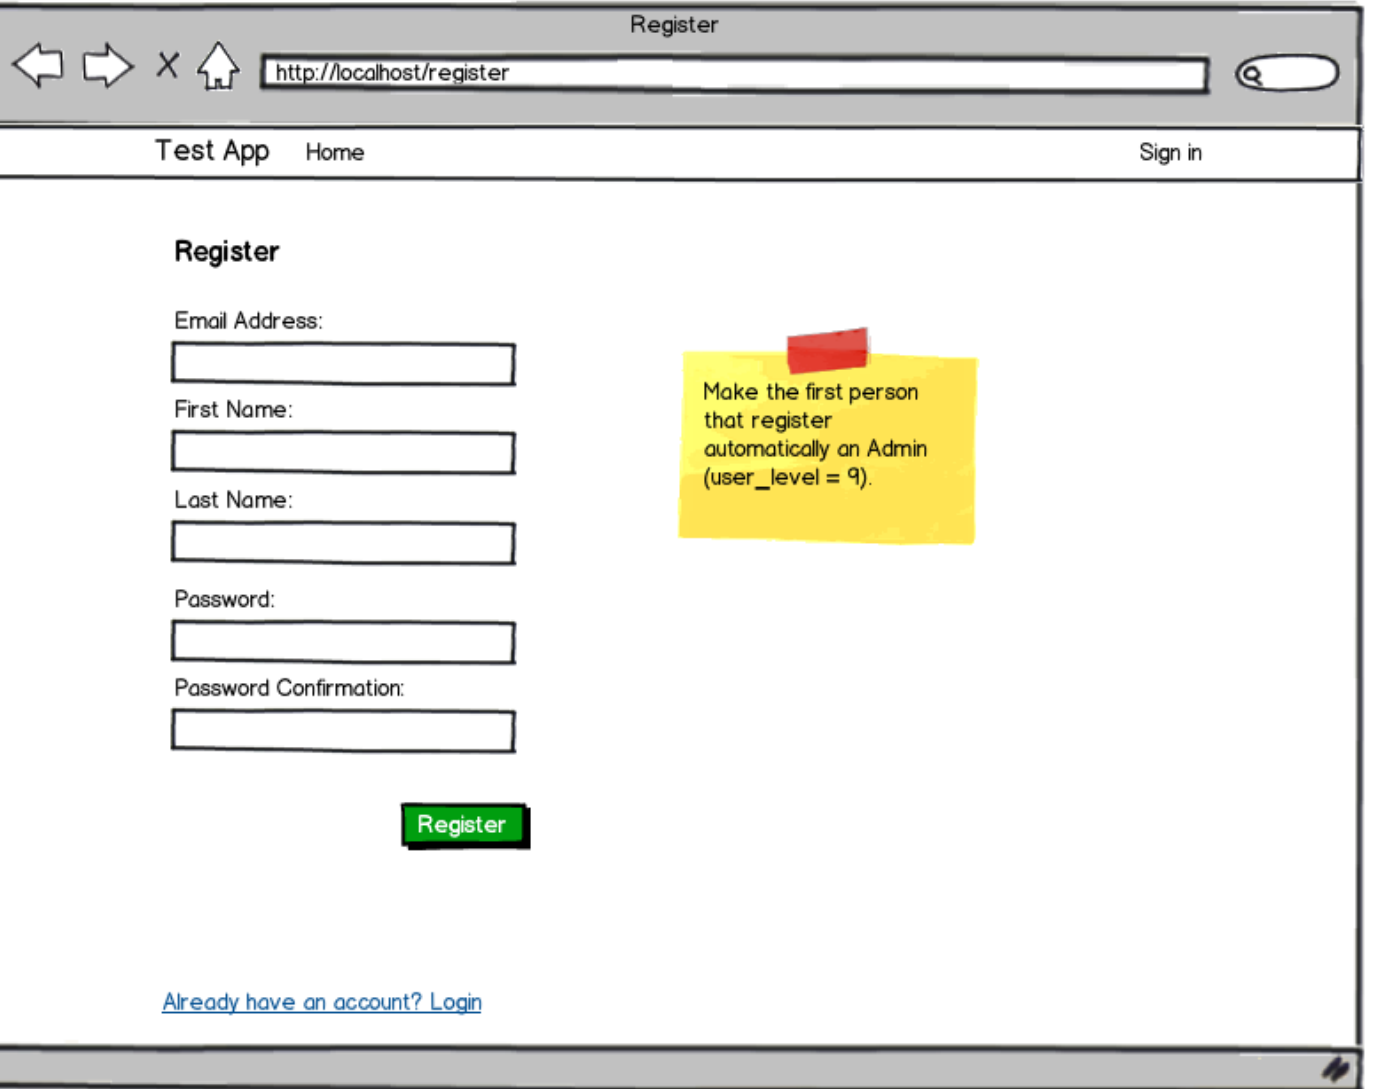 Register
http://localhost/register
Test App Home Sign in
Register
Email Address:
First Name:
Last Name:
Password:
Password Confirmation:
Register
Already have an account? Login
Make the first person
that register
automatically an Admin
(user_level = 9).